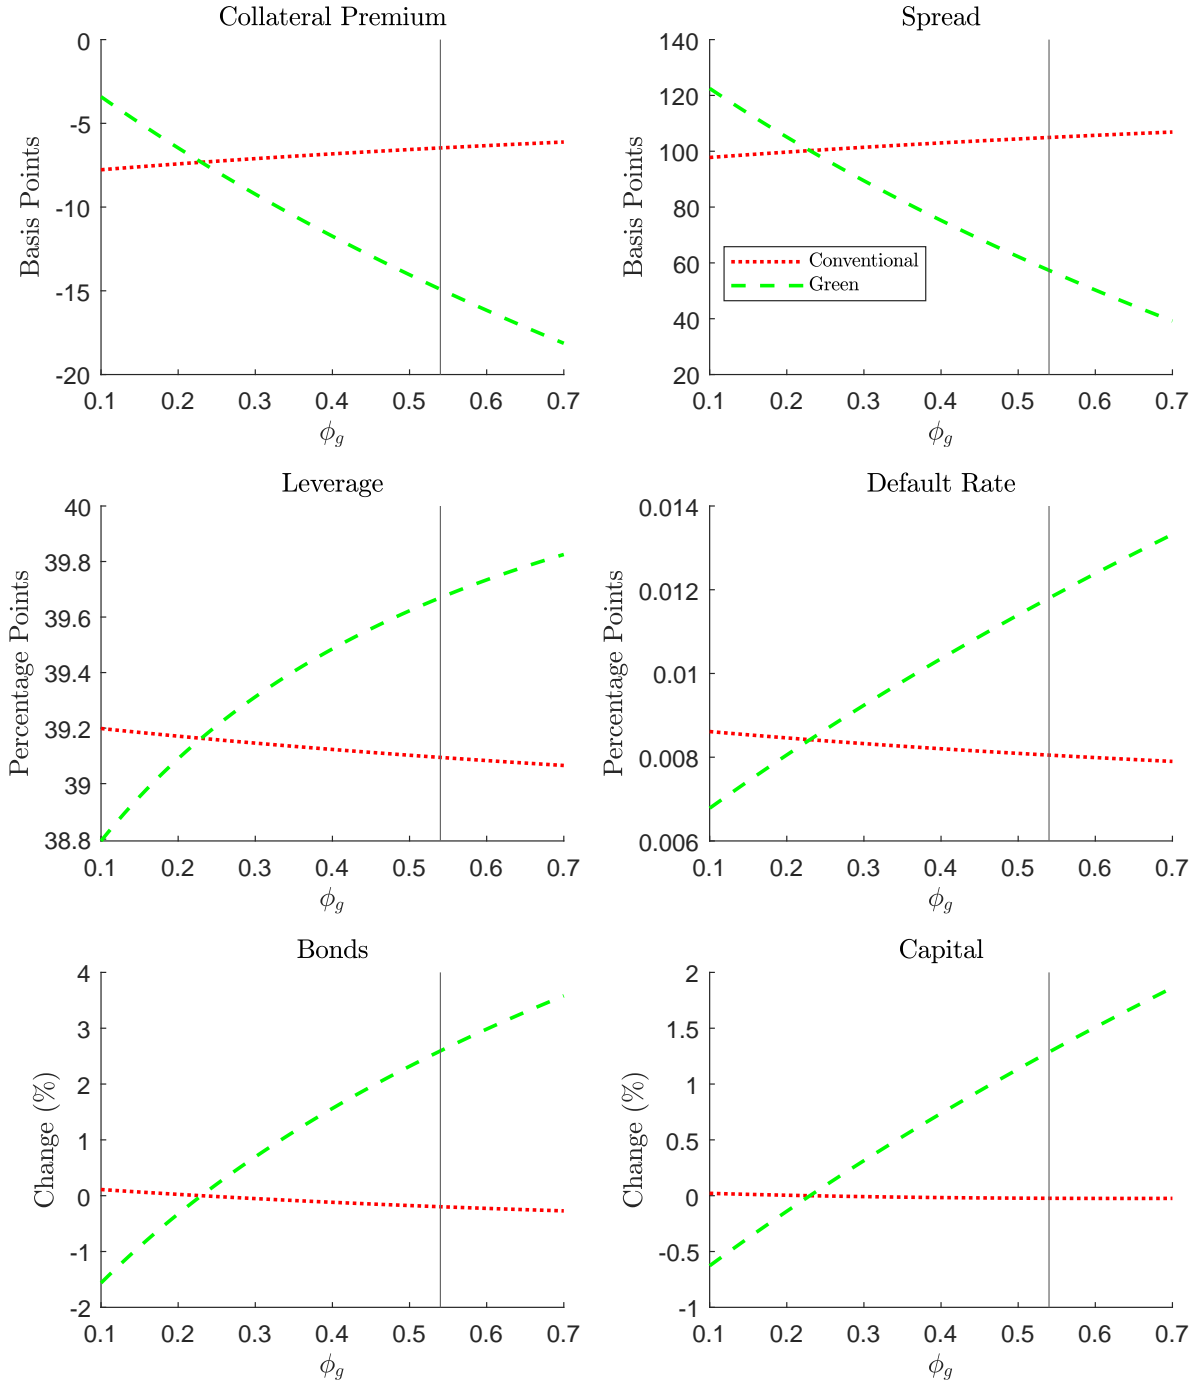 Collateral Premium
Basis Points
0
-5
-10
-15
-20
0.1 0.2 0.3 0.4 0.5 0.6 0.7
ϕg
Spread
Basis Points
140
120
100
80
60
40
20
Conventional
Green
0.1 0.2 0.3 0.4 0.5 0.6 0.7
ϕg
Leverage
Percentage Points
40
39.8
39.6
39.4
39.2
39
38.8
0.1 0.2 0.3 0.4 0.5 0.6 0.7
ϕg
Default Rate
Percentage Points
0.014
0.012
0.01
0.008
0.006
0.1 0.2 0.3 0.4 0.5 0.6 0.7
ϕg
Bonds
Change (%)
4
3
2
1
0
-1
-2
0.1 0.2 0.3 0.4 0.5 0.6 0.7
ϕg
Capital
Change (%)
2
1.5
1
0.5
0
-0.5
-1
0.1 0.2 0.3 0.4 0.5 0.6 0.7
ϕg